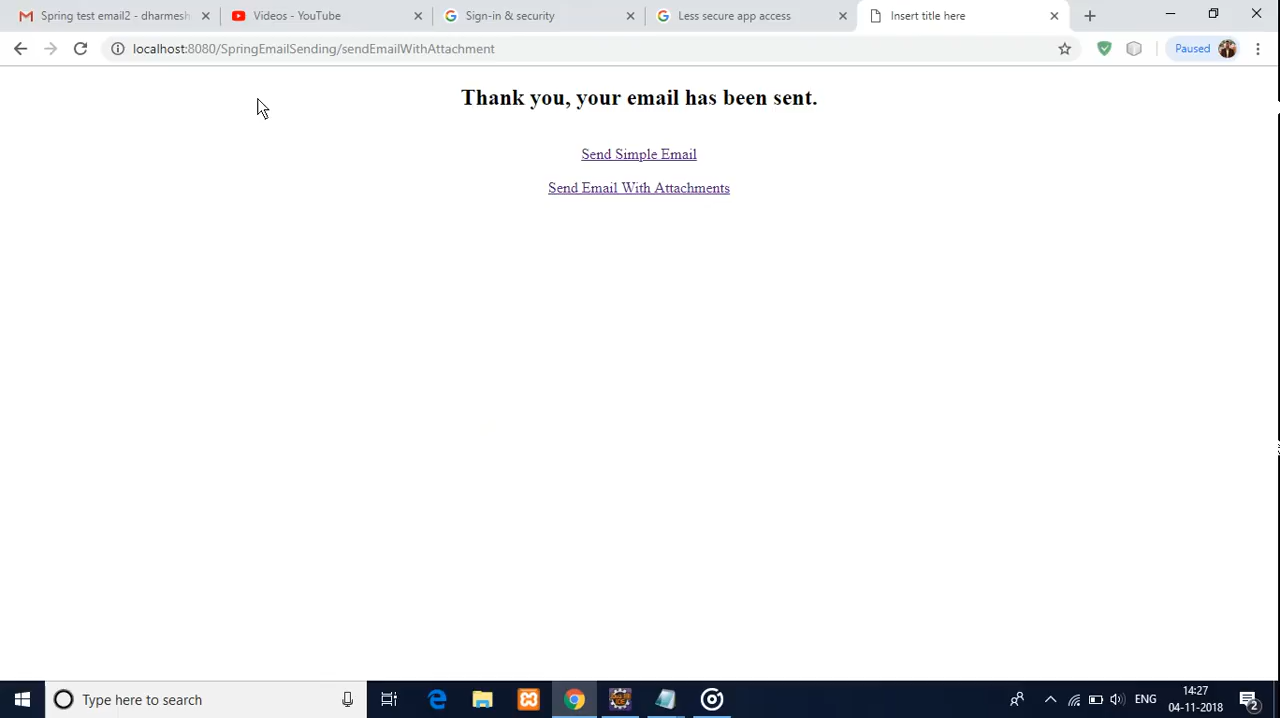 Spring test email2 - dharmesh
Videos - YouTube
Sign-in & security
Less secure app access
Insert title here
localhost:8080/SpringEmailSending/sendEmailWithAttachment
Paused
Thank you, your email has been sent.
Send Simple Email
Send Email With Attachments
Type here to search
ENG
14:27
04-11-2018
2